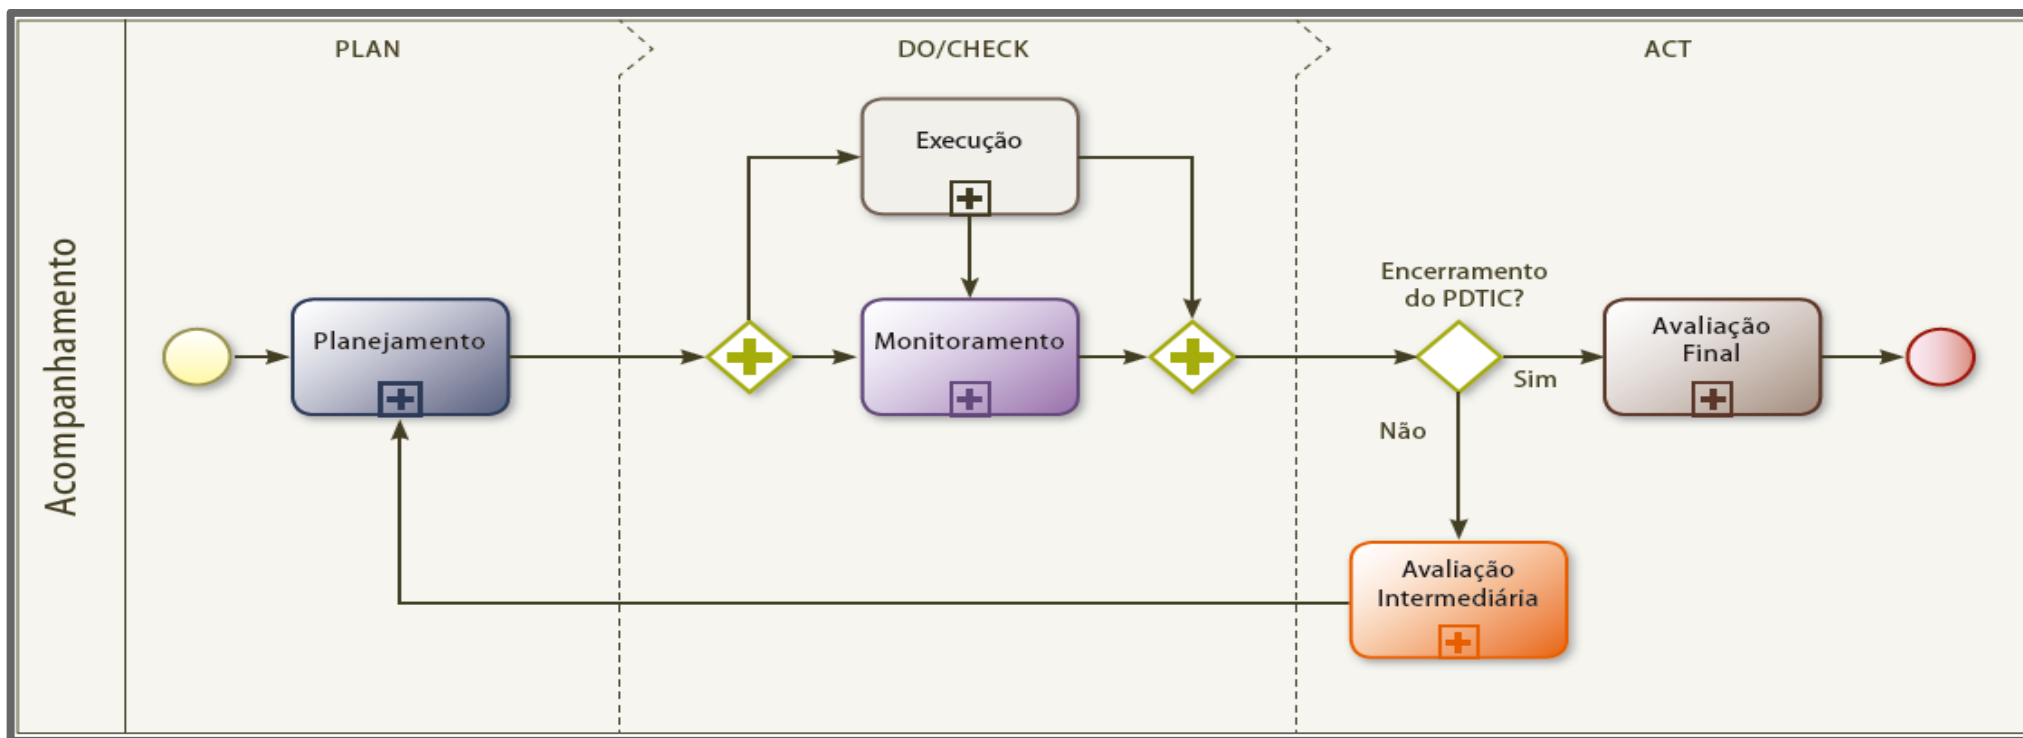 Acompanhamento
PLAN
DO/CHECK
ACT
Execução
Planejamento
Monitoramento
Encerramento
do PDTIC?
Sim
Não
Avaliação
Final
Avaliação
Intermediária